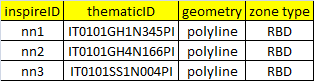 inspireID thematicID geometry zone type
nn1 IT0101GH1N345PI polyline RBD
nn2 IT0101GH4N166PI polyline RBD
nn3 IT0101SS1N004PI polyline RBD